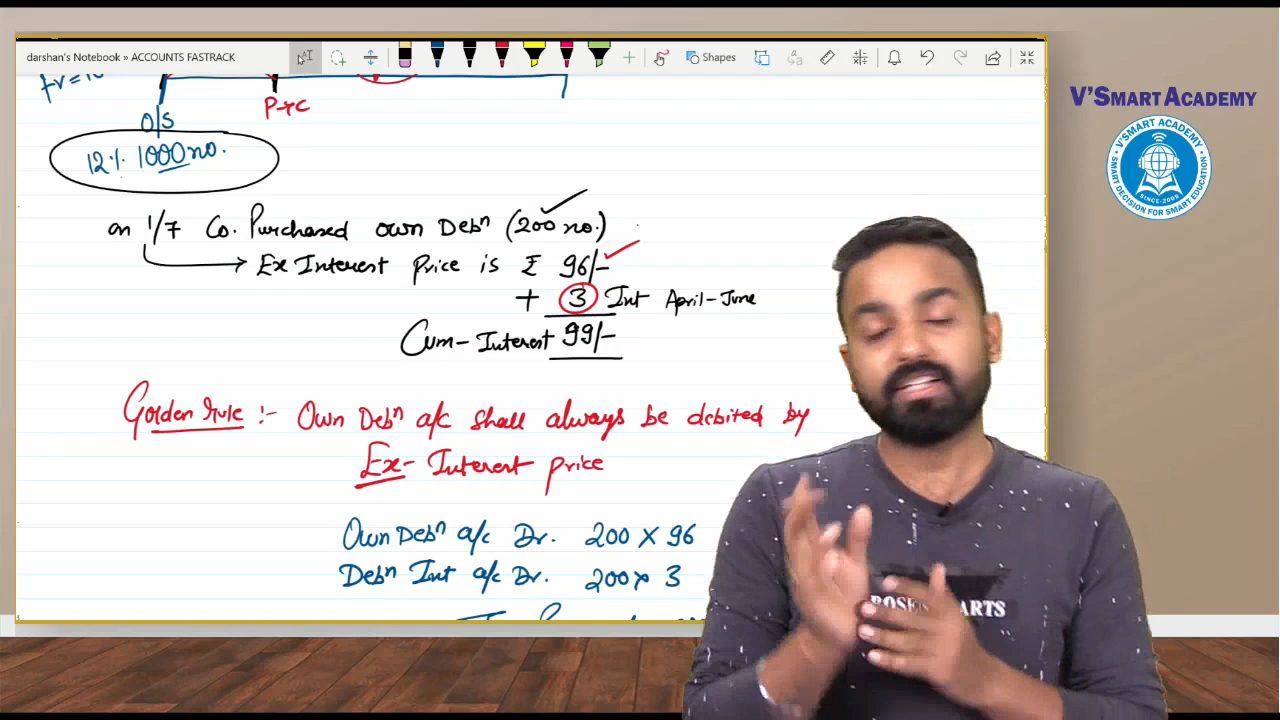 darshan's Notebook » ACCOUNTS FASTRACK
Shapes
V'SMART ACADEMY
V'SMART ACADEMY
SINCE-2005
SMART DECISION FOR SMART EDUCATION
P→C
O/S
12% 1000 no.
on 1/7 Co. Purchased own Debⁿ (200 no.)
Ex Interest Price is ₹ 96/-
+ 3 Int April-June
Cum-Interest 99/-
Golden rule :- Own Debⁿ a/c shall always be debited by
Ex-Interest price
Own Debⁿ a/c Dr. 200 × 96
Debⁿ Int a/c Dr. 200 × 3